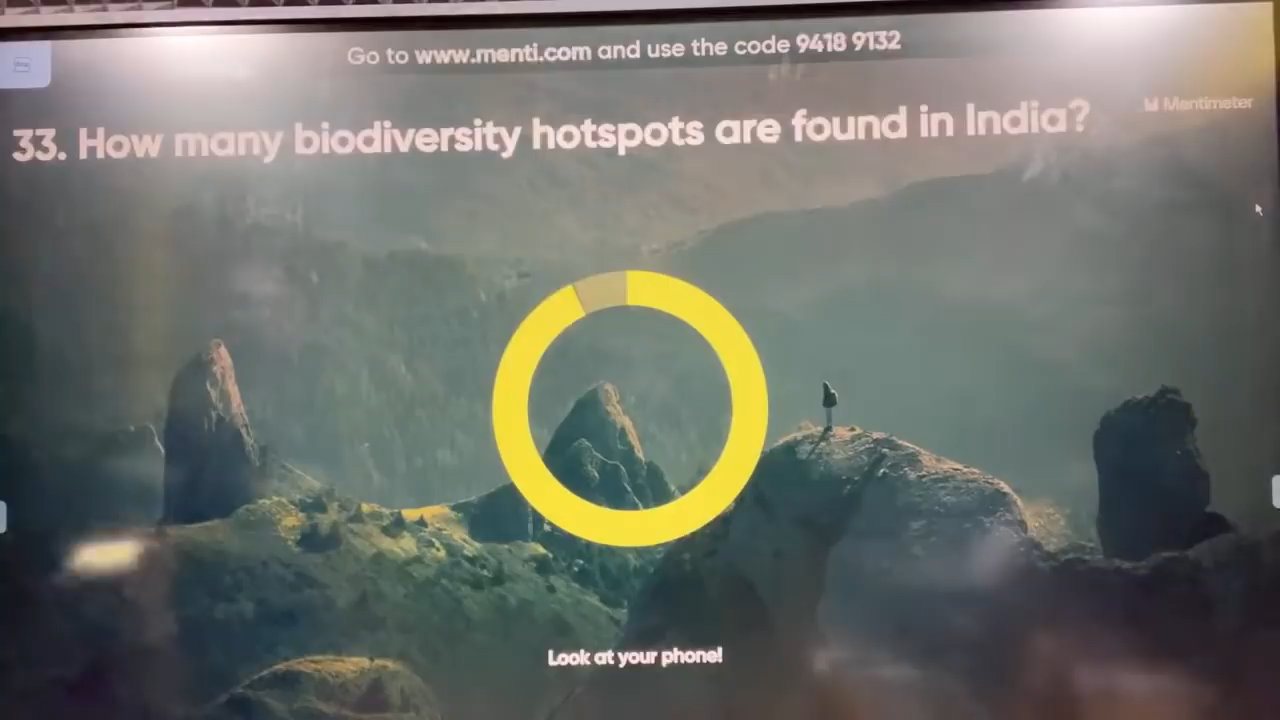 Go to www.menti.com and use the code 9418 9132
Mentimeter
33. How many biodiversity hotspots are found in India?
Look at your phone!